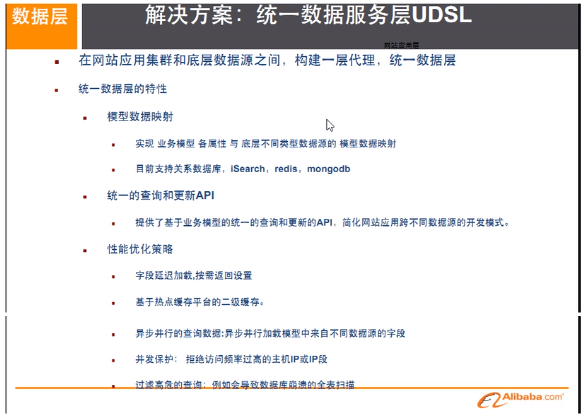 数据层
解决方案：统一数据服务层UDSL
网站应用层
在网站应用集群和底层数据源之间，构建一层代理，统一数据层
统一数据层的特性
模型数据映射
实现 业务模型 各属性 与 底层不同类型数据源的 模型数据映射
目前支持关系数据库，iSearch，redis，mongodb
统一的查询和更新API
提供了基于业务模型的统一的查询和更新的API，简化网站应用跨不同数据源的开发模式。
性能优化策略
字段延迟加载,按需返回设置
基于热点缓存平台的二级缓存。
异步并行的查询数据:异步并行加载模型中来自不同数据源的字段
并发保护： 拒绝访问频率过高的主机IP或IP段
过滤高危的查询：例如会导致数据库崩溃的全表扫描
Alibaba.com